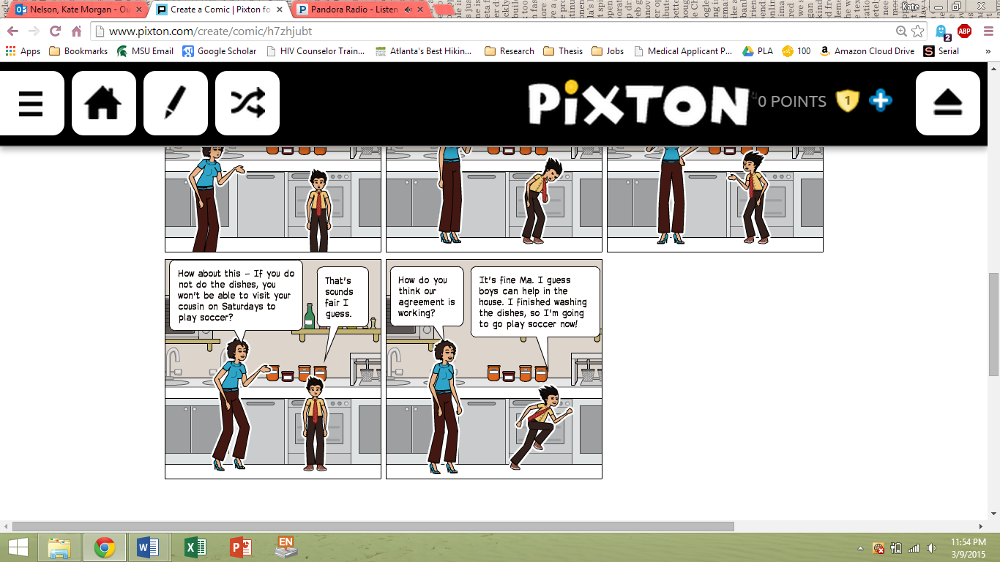 Nelson, Kate Morgan - Ou
Create a Comic | Pixton fo
Pandora Radio - Listen
Kate
www.pixton.com/create/comic/h7zhjubt
2
ABP
Apps
Bookmarks
MSU Email
Google Scholar
HIV Counselor Train...
Atlanta's Best Hikin...
Research
Thesis
Jobs
Medical Applicant P...
PLA
100
Amazon Cloud Drive
Serial
»
PiXTON
0 POINTS
1
How about this – If you do
not do the dishes, you
won't be able to visit your
cousin on Saturdays to
play soccer?
That's
sounds
fair I
guess.
How do you
think our
agreement is
working?
It's fine Ma. I guess
boys can help in the
house. I finished washing
the dishes, so I'm going
to go play soccer now!
EN
11:54 PM
3/9/2015